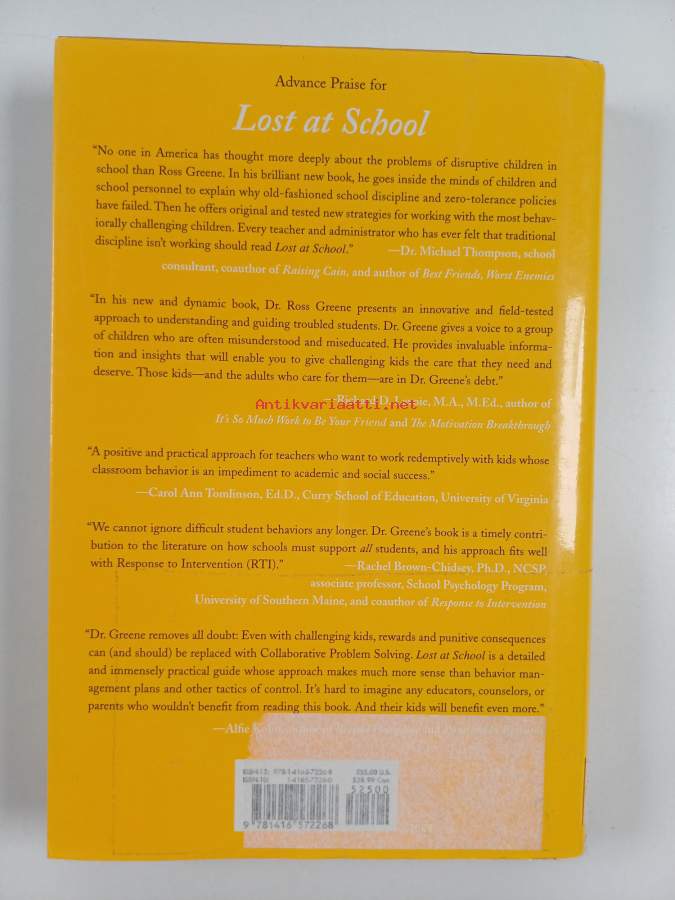 Advance Praise for
Lost at School
“No one in America has thought more deeply about the problems of disruptive children in
school than Ross Greene. In his brilliant new book, he goes inside the minds of children and
school personnel to explain why old-fashioned school discipline and zero-tolerance policies
have failed. Then he offers original and tested new strategies for working with the most behav-
iorally challenging children. Every teacher and administrator who has ever felt that traditional
discipline isn’t working should read Lost at School.” —Dr. Michael Thompson, school
consultant, coauthor of Raising Cain, and author of Best Friends, Worst Enemies
“In his new and dynamic book, Dr. Ross Greene presents an innovative and field-tested
approach to understanding and guiding troubled students. Dr. Greene gives a voice to a group
of children who are often misunderstood and miseducated. He provides invaluable informa-
tion and insights that will enable you to give challenging kids the care that they need and
deserve. Those kids—and the adults who care for them—are in Dr. Greene’s debt.”
—Richard D. M.A., M.Ed., author of
Antikvariaatti.net
It’s So Much Work to Be Your Friend and The Motivation Breakthrough
“A positive and practical approach for teachers who want to work redemptively with kids whose
classroom behavior is an impediment to academic and social success.”
—Carol Ann Tomlinson, Ed.D., Curry School of Education, University of Virginia
“We cannot ignore difficult student behaviors any longer. Dr. Greene’s book is a timely contri-
bution to the literature on how schools must support all students, and his approach fits well
with Response to Intervention (RTI).” —Rachel Brown-Chidsey, Ph.D., NCSP,
associate professor, School Psychology Program,
University of Southern Maine, and coauthor of Response to Intervention
“Dr. Greene removes all doubt: Even with challenging kids, rewards and punitive consequences
can (and should) be replaced with Collaborative Problem Solving. Lost at School is a detailed
and immensely practical guide whose approach makes much more sense than behavior man-
agement plans and other tactics of control. It’s hard to imagine any educators, counselors, or
parents who wouldn’t benefit from reading this book. And their kids will benefit even more.”
—Alfie
52500
9 781416 572268